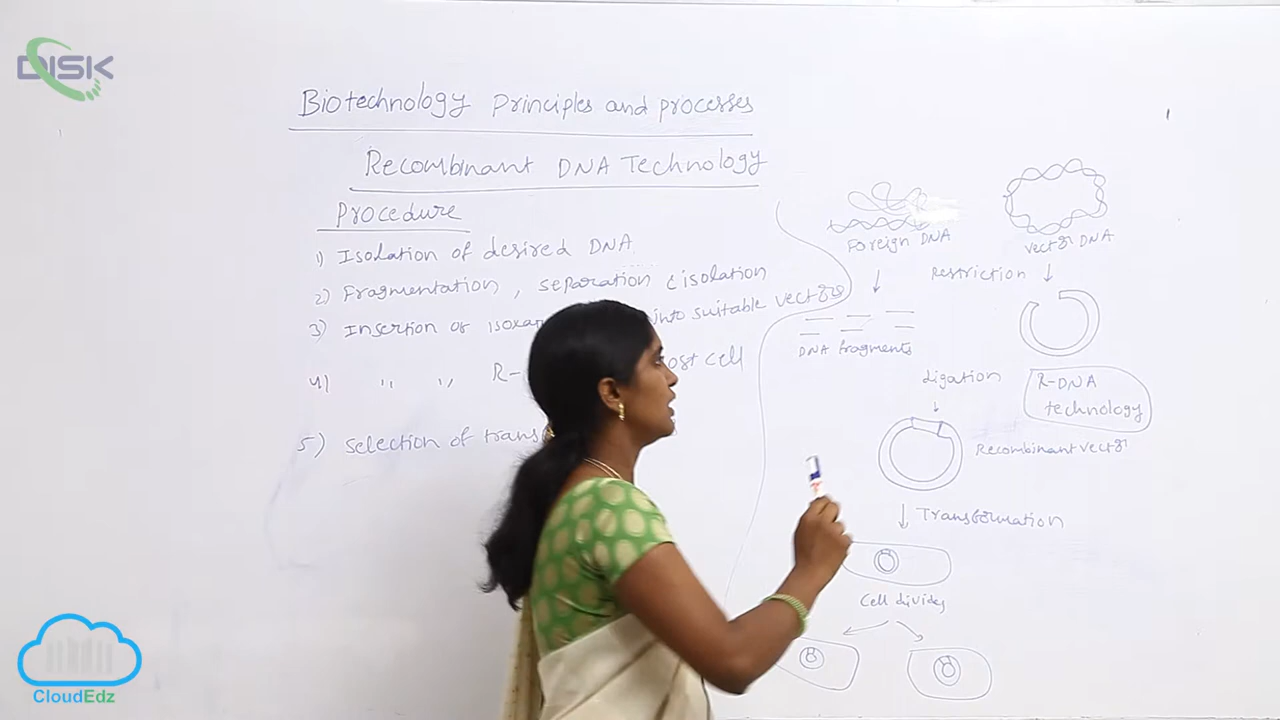 DISK
Biotechnology Principles and processes
Recombinant DNA Technology
Procedure
1) Isolation of desired DNA
2) Fragmentation, separation & isolation
3) Insertion of into suitable vector
4) " " R- ost cell
5) Selection of trans
Foreign DNA
vector DNA
Restriction
DNA fragments
ligation
R-DNA
technology
Recombinant vector
Transformation
Cell divides
CloudEdz